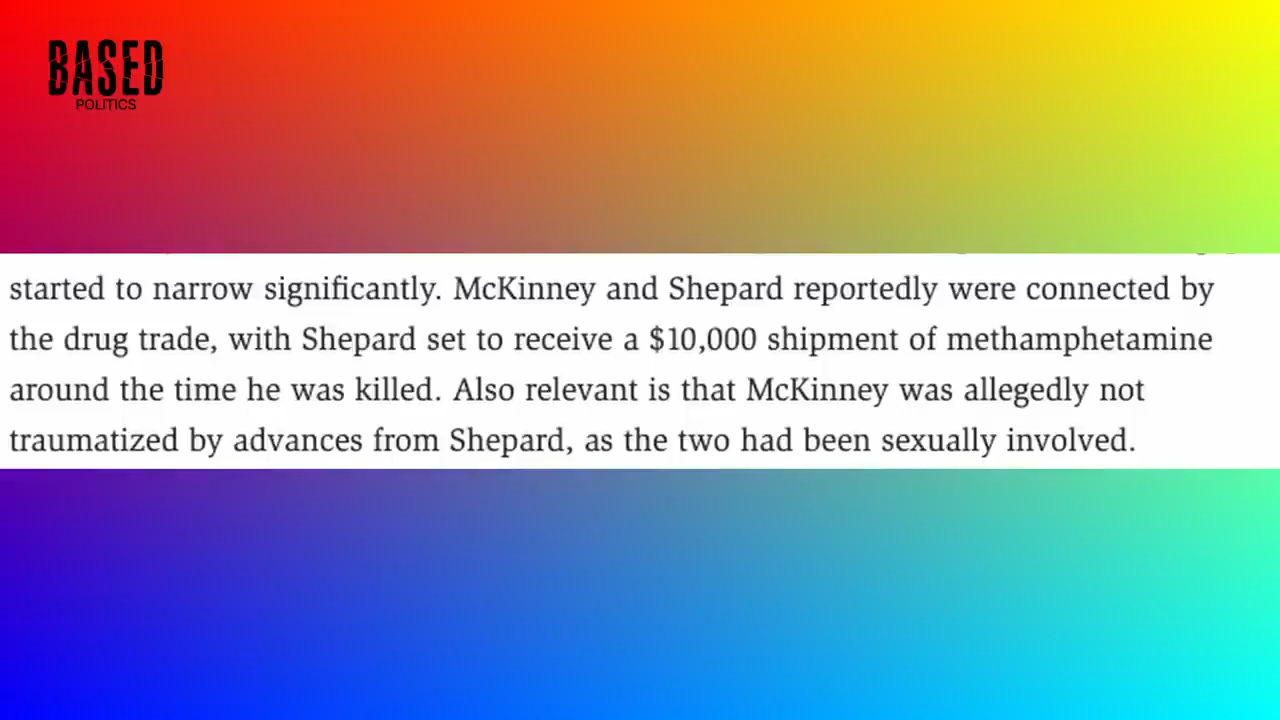 BASED
POLITICS
started to narrow significantly. McKinney and Shepard reportedly were connected by
the drug trade, with Shepard set to receive a $10,000 shipment of methamphetamine
around the time he was killed. Also relevant is that McKinney was allegedly not
traumatized by advances from Shepard, as the two had been sexually involved.